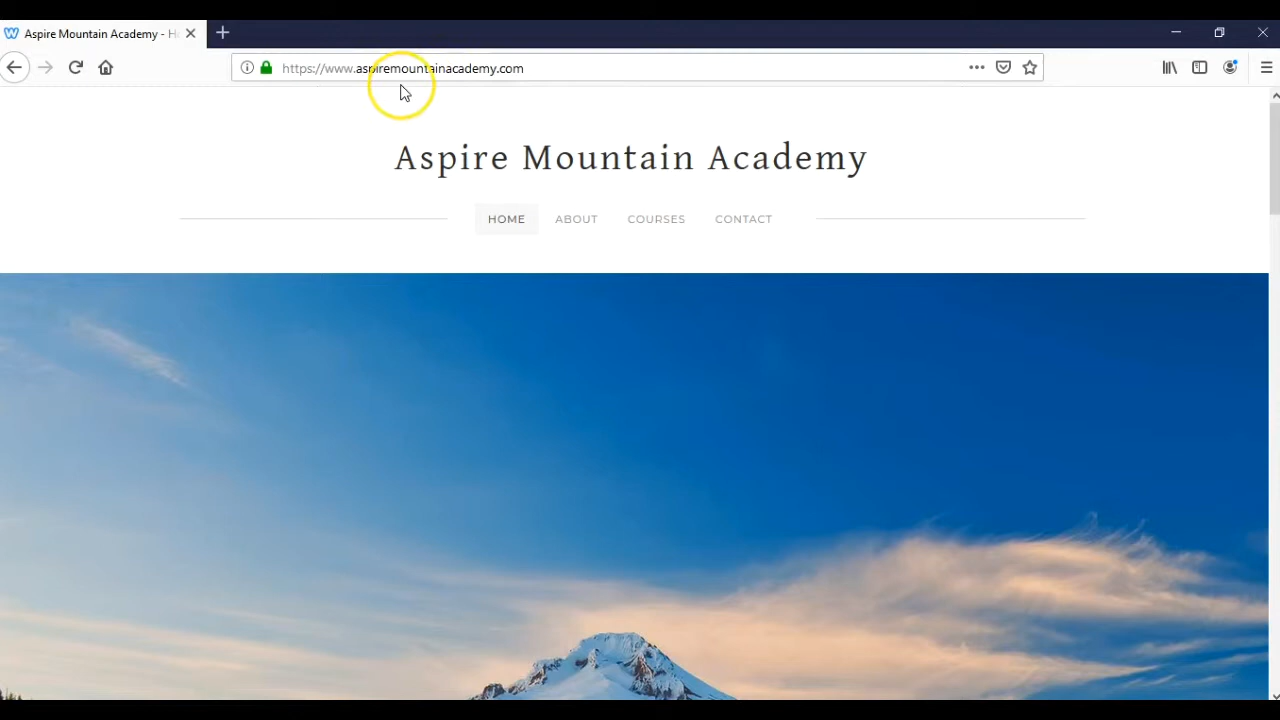 Aspire Mountain Academy - H
https://www.aspiremountainacademy.com
Aspire Mountain Academy
HOME ABOUT COURSES CONTACT